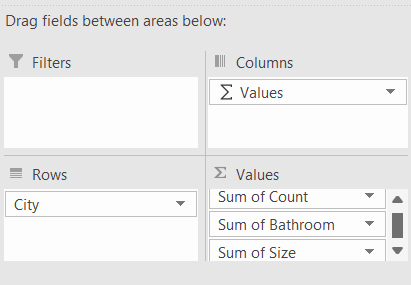 Drag fields between areas below:
Filters
Columns
Σ Values
Rows
Σ Values
City
Sum of Count
Sum of Bathroom
Sum of Size